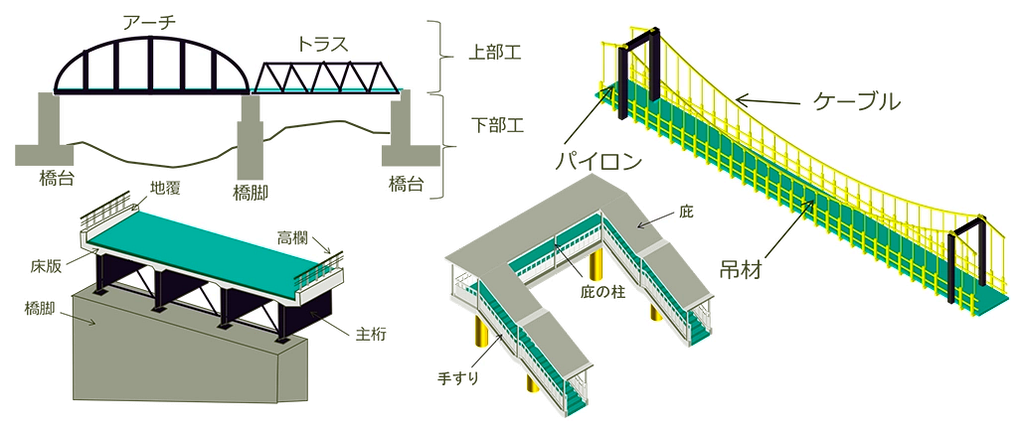 アーチ
トラス
上部工
下部工
橋台
橋脚
橋台
ケーブル
パイロン
吊材
地覆
高欄
床版
橋脚
主桁
庇
庇の柱
手すり